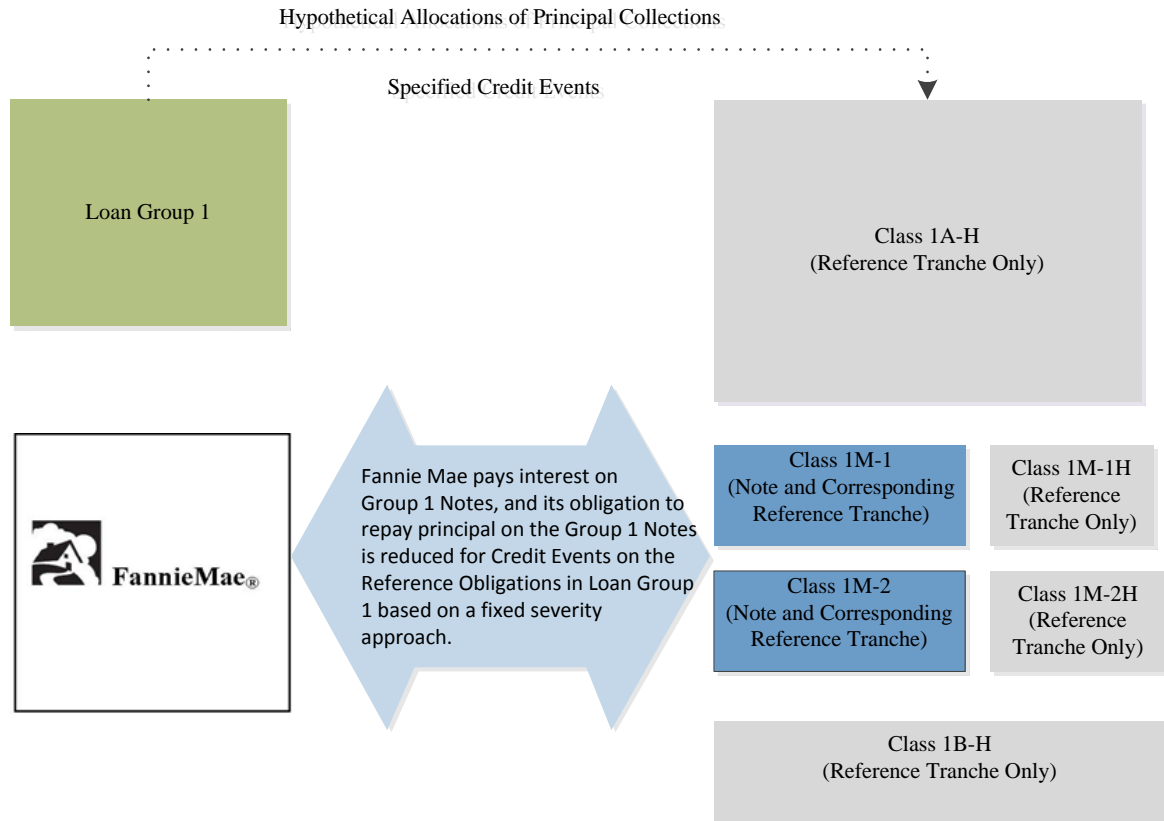 Hypothetical Allocations of Principal Collections
Specified Credit Events
Loan Group 1
Class 1A-H
(Reference Tranche Only)
FannieMae®
Fannie Mae pays interest on
Group 1 Notes, and its obligation to
repay principal on the Group 1 Notes
is reduced for Credit Events on the
Reference Obligations in Loan Group
1 based on a fixed severity
approach.
Class 1M-1
(Note and Corresponding
Reference Tranche)
Class 1M-1H
(Reference
Tranche Only)
Class 1M-2
(Note and Corresponding
Reference Tranche)
Class 1M-2H
(Reference
Tranche Only)
Class 1B-H
(Reference Tranche Only)